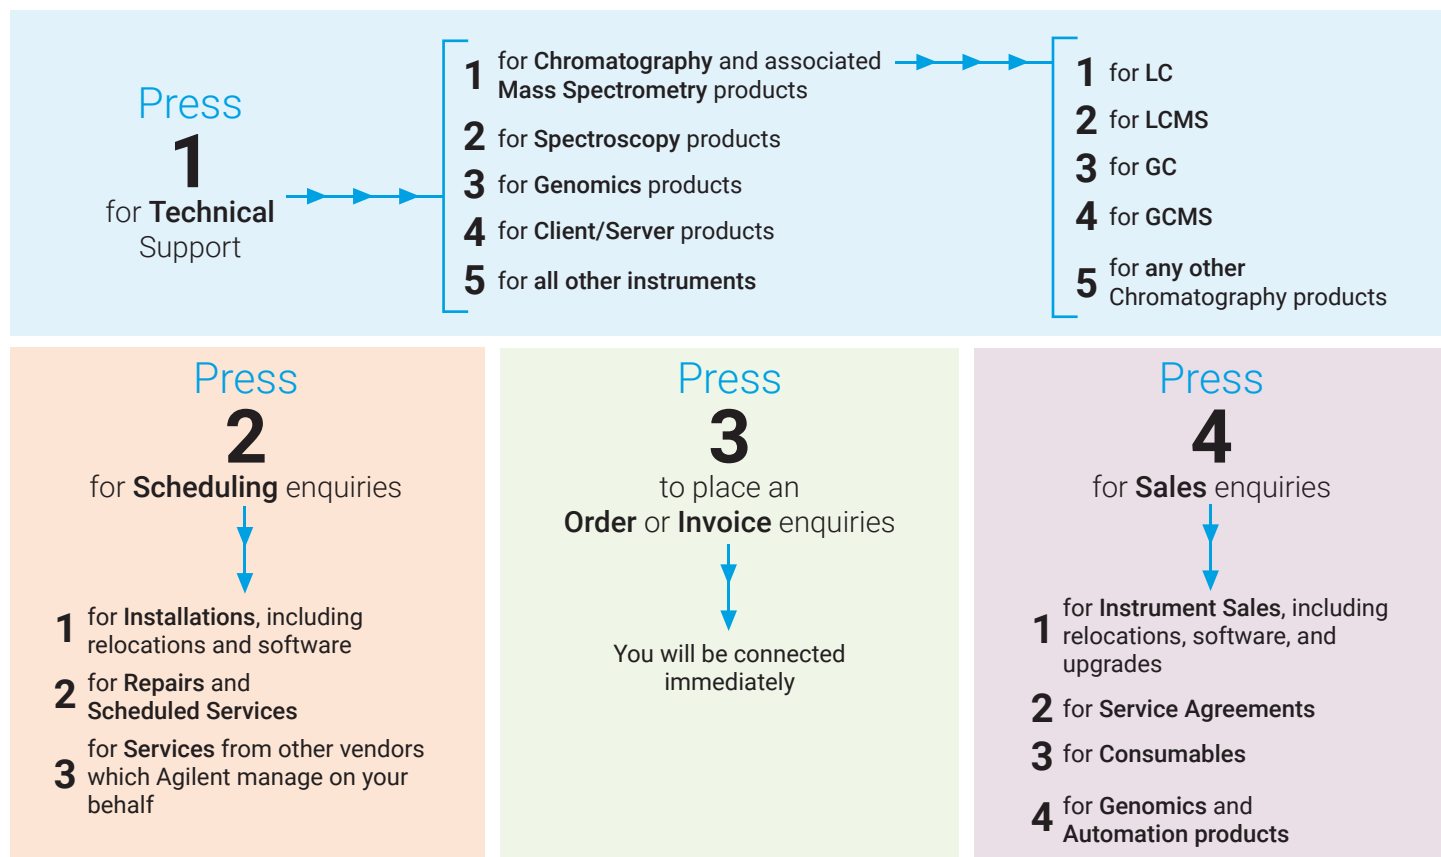 Press
1
for Technical
Support
1 for Chromatography and associated
Mass Spectrometry products
2 for Spectroscopy products
3 for Genomics products
4 for Client/Server products
5 for all other instruments
1 for LC
2 for LCMS
3 for GC
4 for GCMS
5 for any other
Chromatography products
Press
2
for Scheduling enquiries
1 for Installations, including
relocations and software
2 for Repairs and
Scheduled Services
3 for Services from other vendors
which Agilent manage on your
behalf
Press
3
to place an
Order or Invoice enquiries
You will be connected
immediately
Press
4
for Sales enquiries
1 for Instrument Sales, including
relocations, software, and
upgrades
2 for Service Agreements
3 for Consumables
4 for Genomics and
Automation products